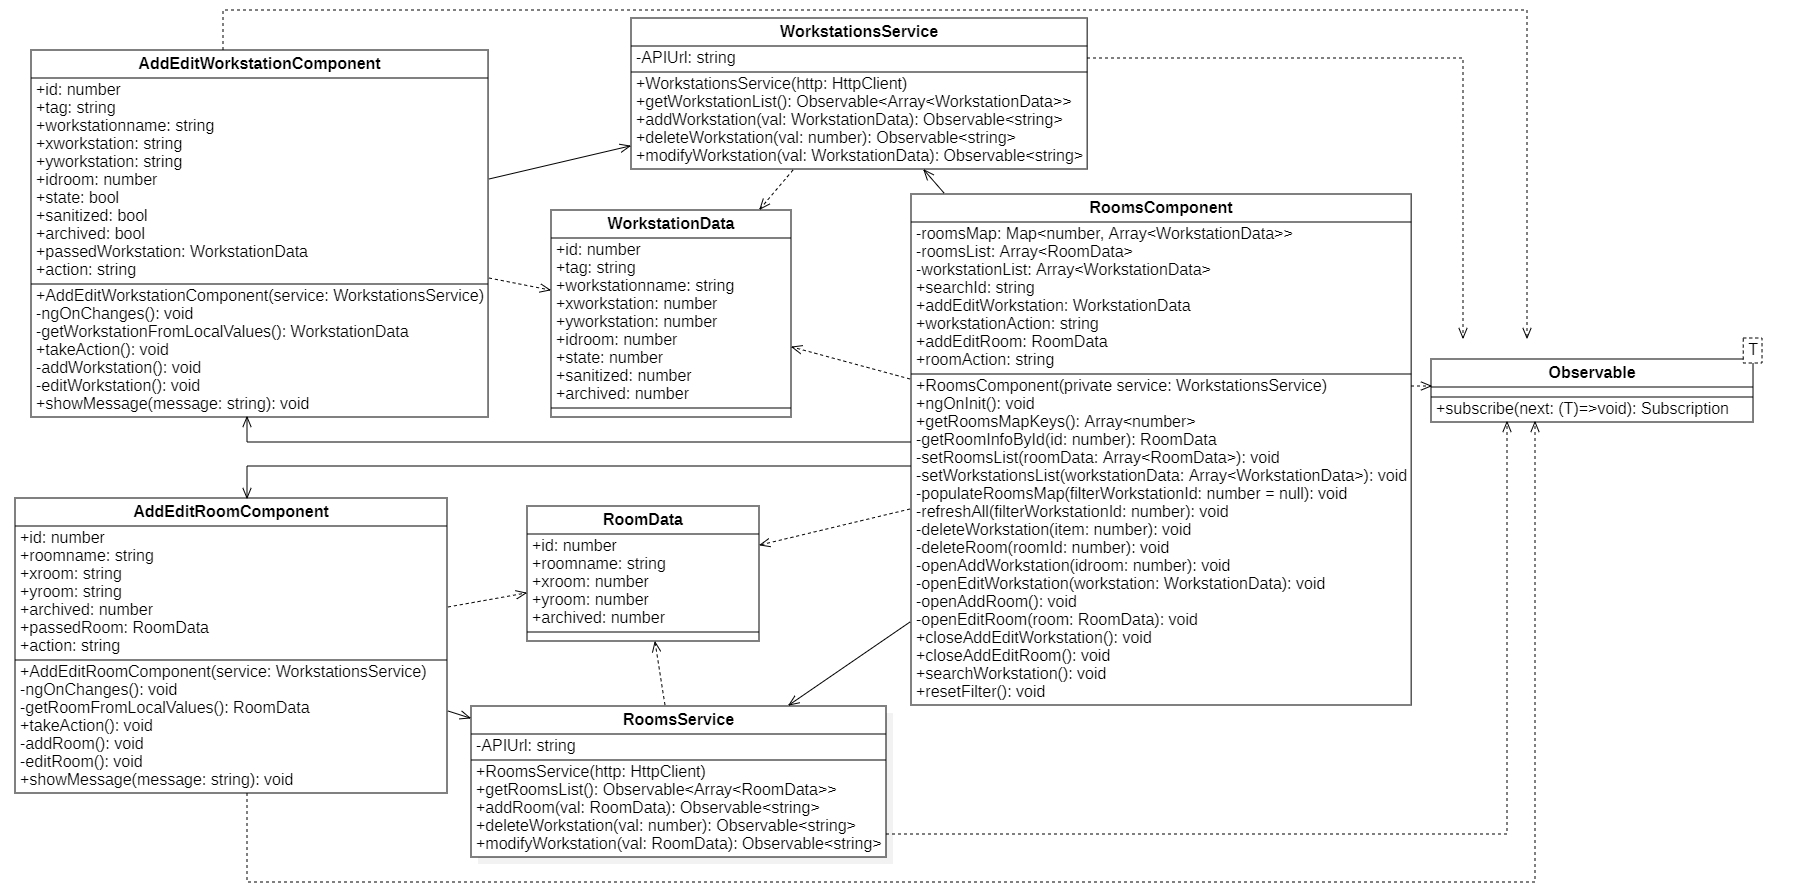 AddEditWorkstationComponent
+id: number
+tag: string
+workstationname: string
+xworkstation: string
+yworkstation: string
+idroom: number
+state: bool
+sanitized: bool
+archived: bool
+passedWorkstation: WorkstationData
+action: string
+AddEditWorkstationComponent(service: WorkstationsService)
-ngOnChanges(): void
-getWorkstationFromLocalValues(): WorkstationData
+takeAction(): void
-addWorkstation(): void
-editWorkstation(): void
+showMessage(message: string): void
WorkstationsService
-APIUrl: string
+WorkstationsService(http: HttpClient)
+getWorkstationList(): Observable<Array<WorkstationData>>
+addWorkstation(val: WorkstationData): Observable<string>
+deleteWorkstation(val: number): Observable<string>
+modifyWorkstation(val: WorkstationData): Observable<string>
WorkstationData
+id: number
+tag: string
+workstationname: string
+xworkstation: number
+yworkstation: number
+idroom: number
+state: number
+sanitized: number
+archived: number
RoomsComponent
-roomsMap: Map<number, Array<WorkstationData>>
-roomsList: Array<RoomData>
-workstationList: Array<WorkstationData>
+searchId: string
+addEditWorkstation: WorkstationData
+workstationAction: string
+addEditRoom: RoomData
+roomAction: string
+RoomsComponent(private service: WorkstationsService)
+ngOnInit(): void
+getRoomsMapKeys(): Array<number>
-getRoomInfoById(id: number): RoomData
-setRoomsList(roomData: Array<RoomData>): void
-setWorkstationsList(workstationData: Array<WorkstationData>): void
-populateRoomsMap(filterWorkstationId: number = null): void
-refreshAll(filterWorkstationId: number): void
-deleteWorkstation(item: number): void
-deleteRoom(roomId: number): void
-openAddWorkstation(idroom: number): void
-openEditWorkstation(workstation: WorkstationData): void
-openAddRoom(): void
-openEditRoom(room: RoomData): void
+closeAddEditWorkstation(): void
+closeAddEditRoom(): void
+searchWorkstation(): void
+resetFilter(): void
T
Observable
+subscribe(next: (T)=>void): Subscription
AddEditRoomComponent
+id: number
+roomname: string
+xroom: string
+yroom: string
+archived: number
+passedRoom: RoomData
+action: string
+AddEditRoomComponent(service: WorkstationsService)
-ngOnChanges(): void
-getRoomFromLocalValues(): RoomData
+takeAction(): void
-addRoom(): void
-editRoom(): void
+showMessage(message: string): void
RoomData
+id: number
+roomname: string
+xroom: number
+yroom: number
+archived: number
RoomsService
-APIUrl: string
+RoomsService(http: HttpClient)
+getRoomsList(): Observable<Array<RoomData>>
+addRoom(val: RoomData): Observable<string>
+deleteWorkstation(val: number): Observable<string>
+modifyWorkstation(val: RoomData): Observable<string>